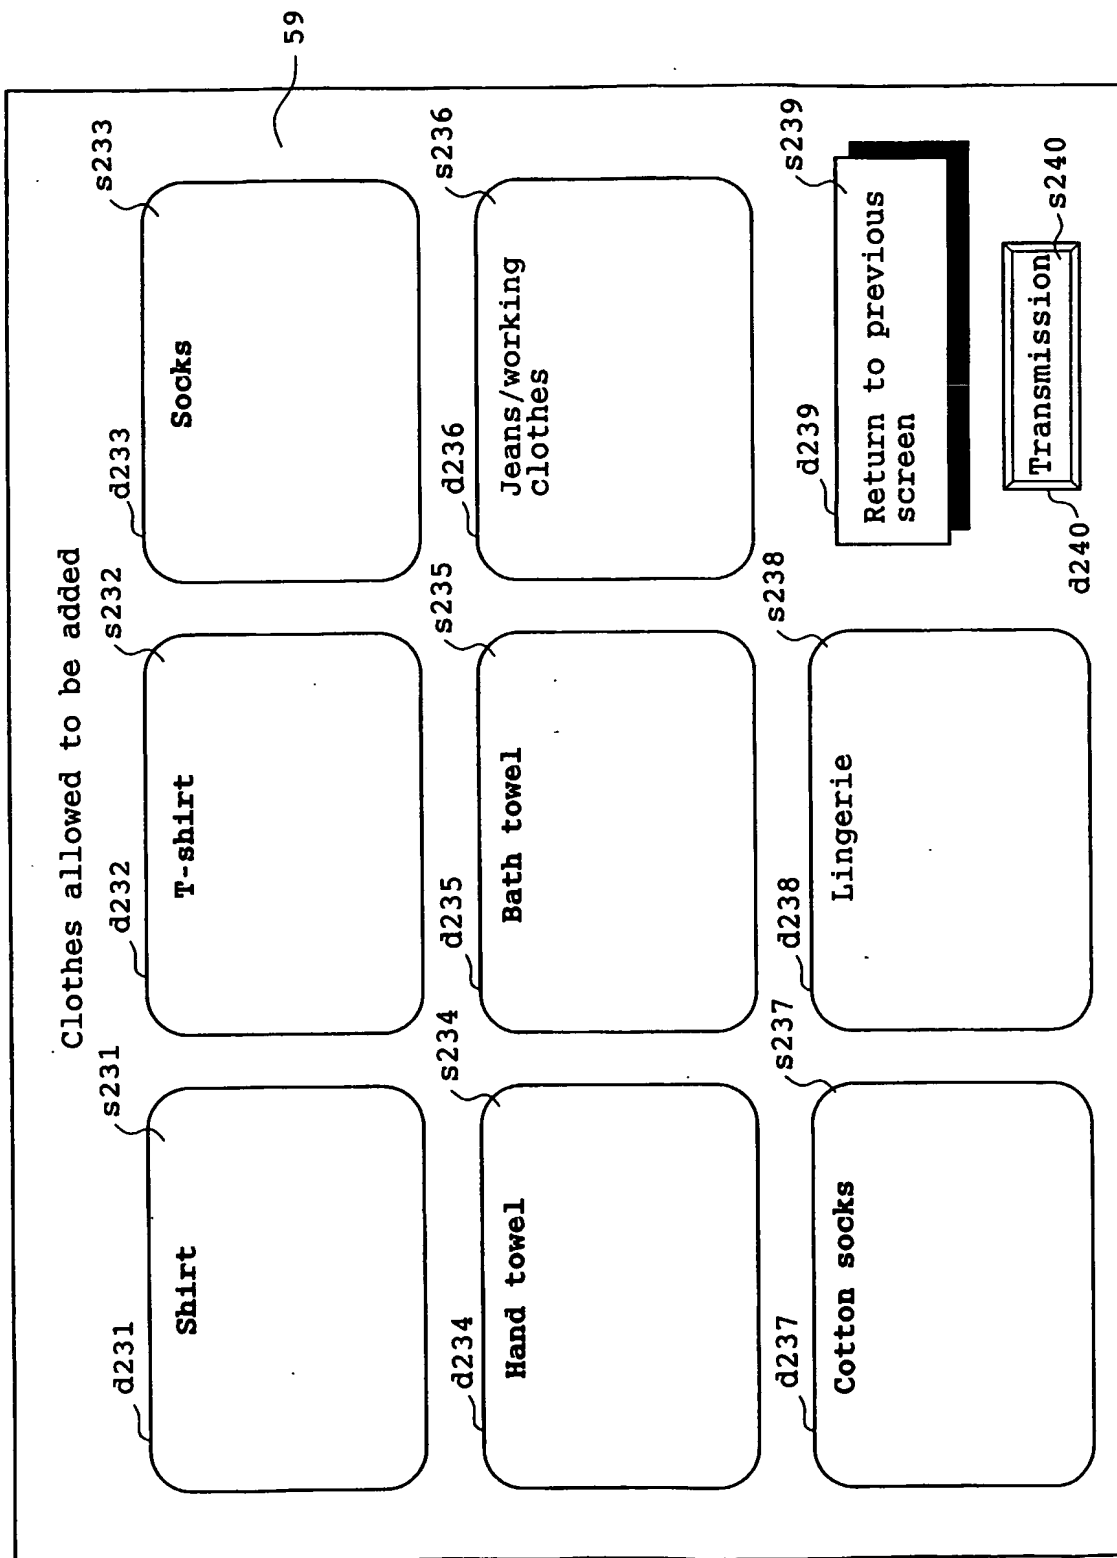 Clothes allowed to be added
59
d231
s231
Shirt
d232
s232
T-shirt
d233
s233
Socks
d234
s234
Hand towel
d235
s235
Bath towel
d236
s236
Jeans/working
clothes
d237
s237
Cotton socks
d238
s238
Lingerie
d239
s239
Return to previous
screen
d240
s240
Transmission